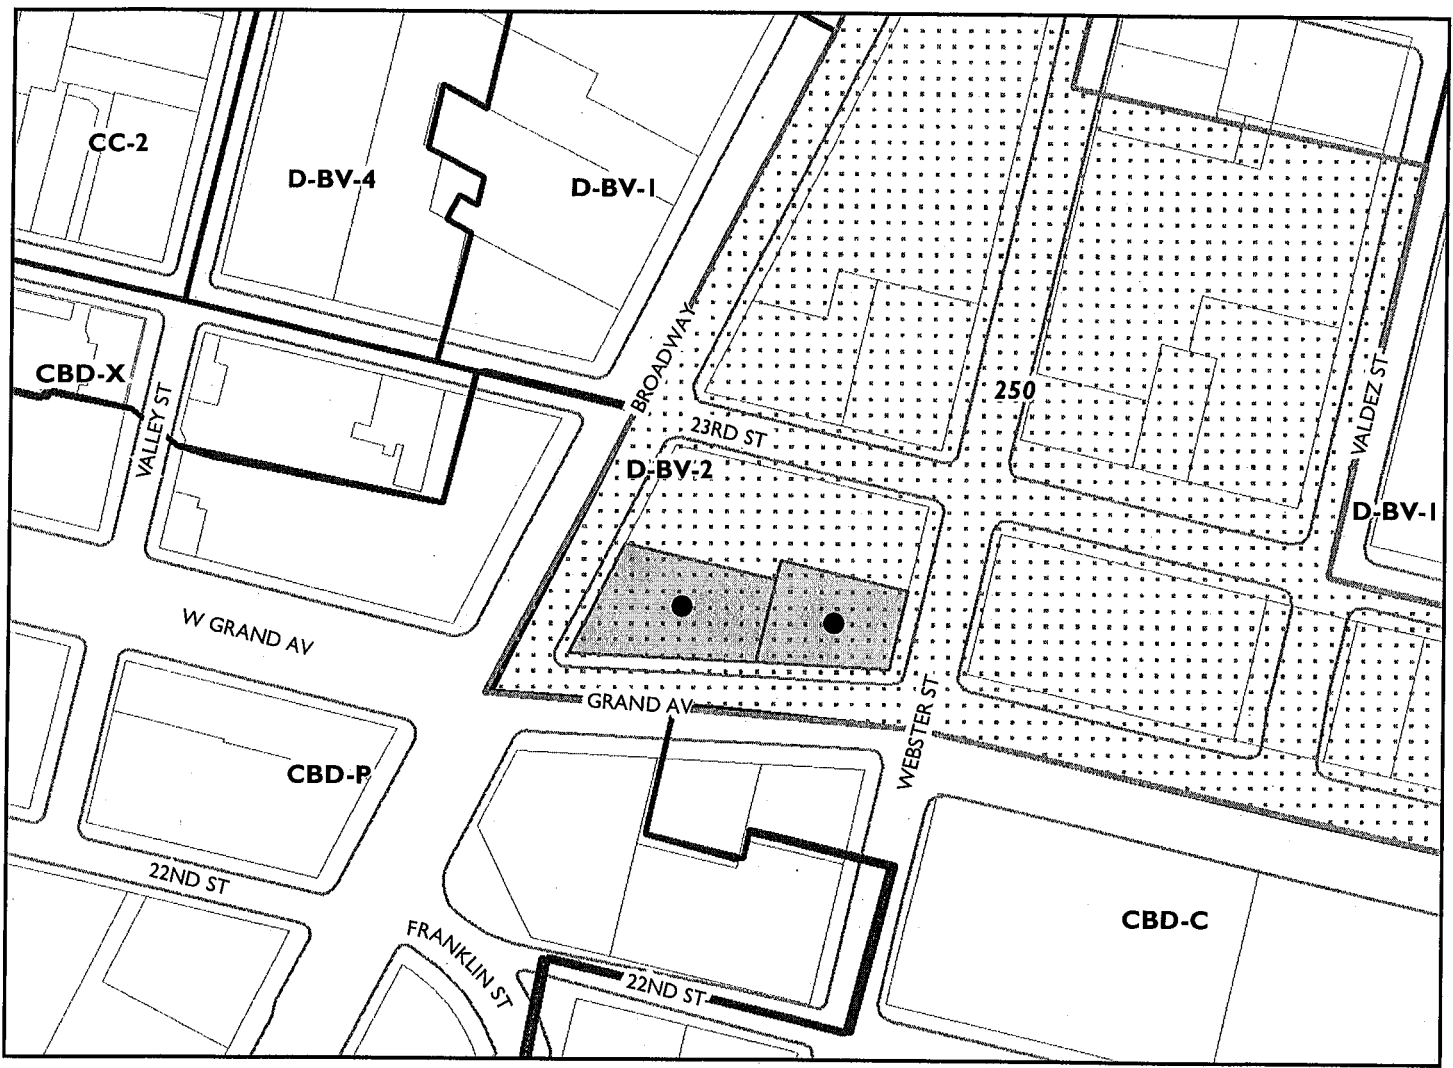 CC-2
D-BV-4
D-BV-1
CBD-X
VALLEY ST
BROADWAY
250
VALDEZ ST
23RD ST
D-BV-2
D-BV-1
W GRAND AV
GRAND AV
WEBSTER ST
CBD-P
22ND ST
CBD-C
FRANKLIN ST
22ND ST